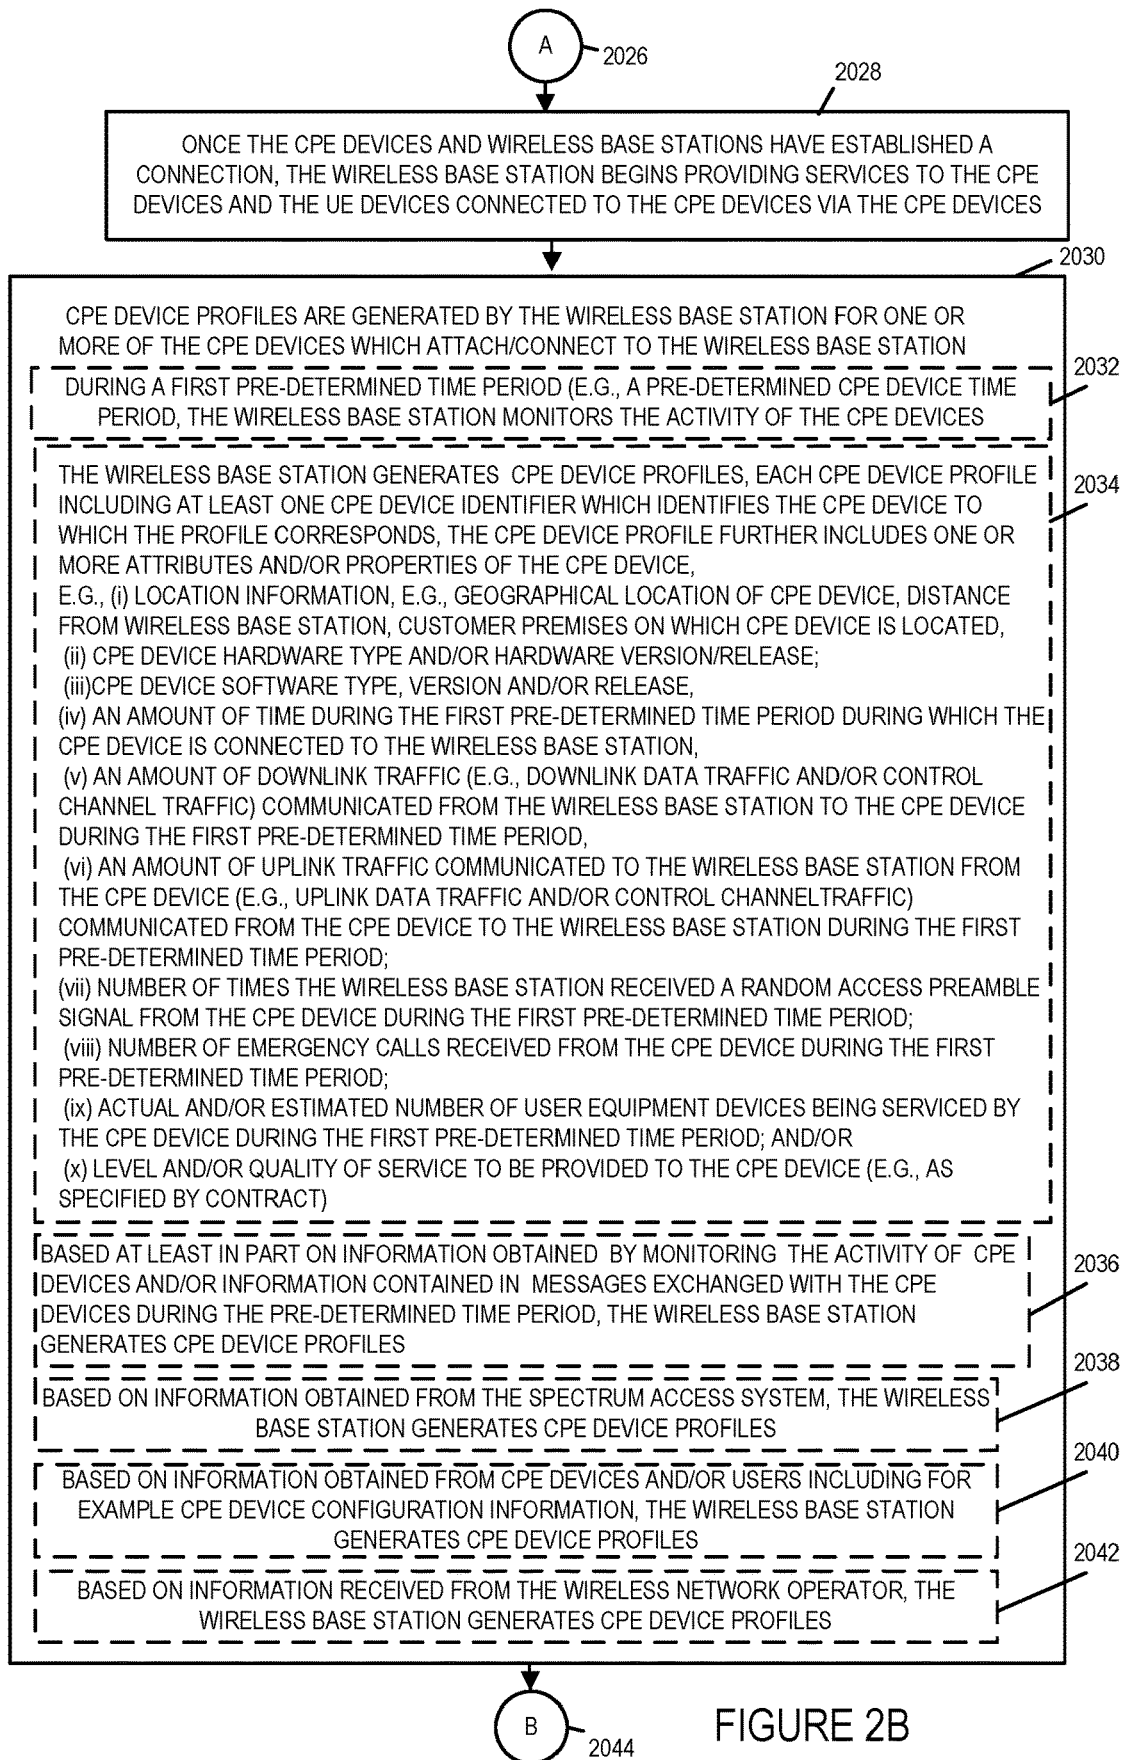 A
2026
2028
ONCE THE CPE DEVICES AND WIRELESS BASE STATIONS HAVE ESTABLISHED A
CONNECTION, THE WIRELESS BASE STATION BEGINS PROVIDING SERVICES TO THE CPE
DEVICES AND THE UE DEVICES CONNECTED TO THE CPE DEVICES VIA THE CPE DEVICES
2030
CPE DEVICE PROFILES ARE GENERATED BY THE WIRELESS BASE STATION FOR ONE OR
MORE OF THE CPE DEVICES WHICH ATTACH/CONNECT TO THE WIRELESS BASE STATION
2032
DURING A FIRST PRE-DETERMINED TIME PERIOD (E.G., A PRE-DETERMINED CPE DEVICE TIME
PERIOD, THE WIRELESS BASE STATION MONITORS THE ACTIVITY OF THE CPE DEVICES
2034
THE WIRELESS BASE STATION GENERATES CPE DEVICE PROFILES, EACH CPE DEVICE PROFILE
INCLUDING AT LEAST ONE CPE DEVICE IDENTIFIER WHICH IDENTIFIES THE CPE DEVICE TO
WHICH THE PROFILE CORRESPONDS, THE CPE DEVICE PROFILE FURTHER INCLUDES ONE OR
MORE ATTRIBUTES AND/OR PROPERTIES OF THE CPE DEVICE,
E.G., (i) LOCATION INFORMATION, E.G., GEOGRAPHICAL LOCATION OF CPE DEVICE, DISTANCE
FROM WIRELESS BASE STATION, CUSTOMER PREMISES ON WHICH CPE DEVICE IS LOCATED,
(ii) CPE DEVICE HARDWARE TYPE AND/OR HARDWARE VERSION/RELEASE;
(iii)CPE DEVICE SOFTWARE TYPE, VERSION AND/OR RELEASE,
(iv) AN AMOUNT OF TIME DURING THE FIRST PRE-DETERMINED TIME PERIOD DURING WHICH THE
CPE DEVICE IS CONNECTED TO THE WIRELESS BASE STATION,
(v) AN AMOUNT OF DOWNLINK TRAFFIC (E.G., DOWNLINK DATA TRAFFIC AND/OR CONTROL
CHANNEL TRAFFIC) COMMUNICATED FROM THE WIRELESS BASE STATION TO THE CPE DEVICE
DURING THE FIRST PRE-DETERMINED TIME PERIOD,
(vi) AN AMOUNT OF UPLINK TRAFFIC COMMUNICATED TO THE WIRELESS BASE STATION FROM
THE CPE DEVICE (E.G., UPLINK DATA TRAFFIC AND/OR CONTROL CHANNELTRAFFIC)
COMMUNICATED FROM THE CPE DEVICE TO THE WIRELESS BASE STATION DURING THE FIRST
PRE-DETERMINED TIME PERIOD;
(vii) NUMBER OF TIMES THE WIRELESS BASE STATION RECEIVED A RANDOM ACCESS PREAMBLE
SIGNAL FROM THE CPE DEVICE DURING THE FIRST PRE-DETERMINED TIME PERIOD;
(viii) NUMBER OF EMERGENCY CALLS RECEIVED FROM THE CPE DEVICE DURING THE FIRST
PRE-DETERMINED TIME PERIOD;
(ix) ACTUAL AND/OR ESTIMATED NUMBER OF USER EQUIPMENT DEVICES BEING SERVICED BY
THE CPE DEVICE DURING THE FIRST PRE-DETERMINED TIME PERIOD; AND/OR
(x) LEVEL AND/OR QUALITY OF SERVICE TO BE PROVIDED TO THE CPE DEVICE (E.G., AS
SPECIFIED BY CONTRACT)
BASED AT LEAST IN PART ON INFORMATION OBTAINED BY MONITORING THE ACTIVITY OF CPE
DEVICES AND/OR INFORMATION CONTAINED IN MESSAGES EXCHANGED WITH THE CPE
DEVICES DURING THE PRE-DETERMINED TIME PERIOD, THE WIRELESS BASE STATION
GENERATES CPE DEVICE PROFILES
2036
2038
BASED ON INFORMATION OBTAINED FROM THE SPECTRUM ACCESS SYSTEM, THE WIRELESS
BASE STATION GENERATES CPE DEVICE PROFILES
2040
BASED ON INFORMATION OBTAINED FROM CPE DEVICES AND/OR USERS INCLUDING FOR
EXAMPLE CPE DEVICE CONFIGURATION INFORMATION, THE WIRELESS BASE STATION
GENERATES CPE DEVICE PROFILES
2042
BASED ON INFORMATION RECEIVED FROM THE WIRELESS NETWORK OPERATOR, THE
WIRELESS BASE STATION GENERATES CPE DEVICE PROFILES
B
2044
FIGURE 2B